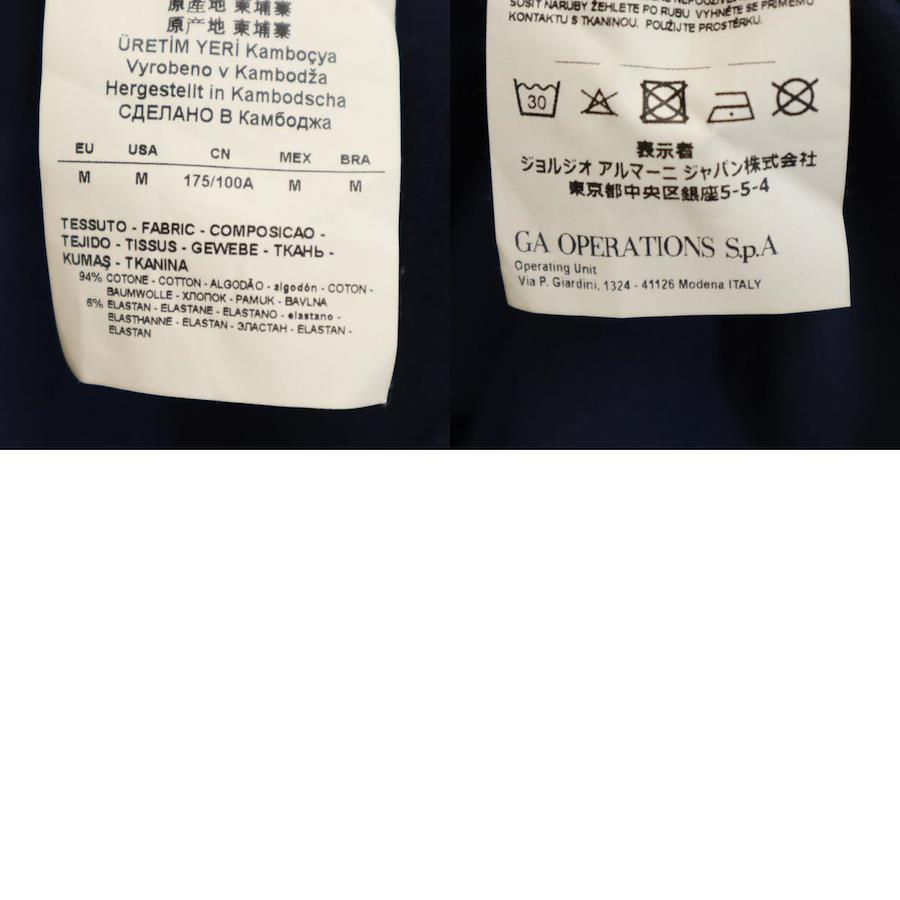 原産地 柬埔寨
原产地 柬埔寨
ÜRETİM YERİ Kamboçya
Vyrobeno v Kambodža
Hergestellt in Kambodscha
СДЕЛАНО В Камбоджа
EU USA CN MEX BRA
M M 175/100A M M
TESSUTO - FABRIC - COMPOSICAO -
TEJIDO - TISSUS - GEWEBE - ТКАНЬ -
KUMAŞ - TKANINA
94% COTONE - COTTON - ALGODÃO - algodón - COTON -
BAUMWOLLE - ХЛОПОК - PAMUK - BAVLNA
6% ELASTAN - ELASTANE - ELASTANO - elastano -
ELASTHANNE - ELASTAN - ЭЛАСТАН - ELASTAN -
ELASTAN
SUŠIT NARUBY ŽEHLETE PO RUBU VYHNĚTE SE PŘÍMÉMU
KONTAKTU S TKANINOU. POUŽIJTE PROSTĚRKU.
30
表示者
ジョルジオ アルマーニ ジャパン株式会社
東京都中央区銀座5-5-4
GA OPERATIONS S.p.A
Operating Unit
Via P. Giardini, 1324 - 41126 Modena ITALY